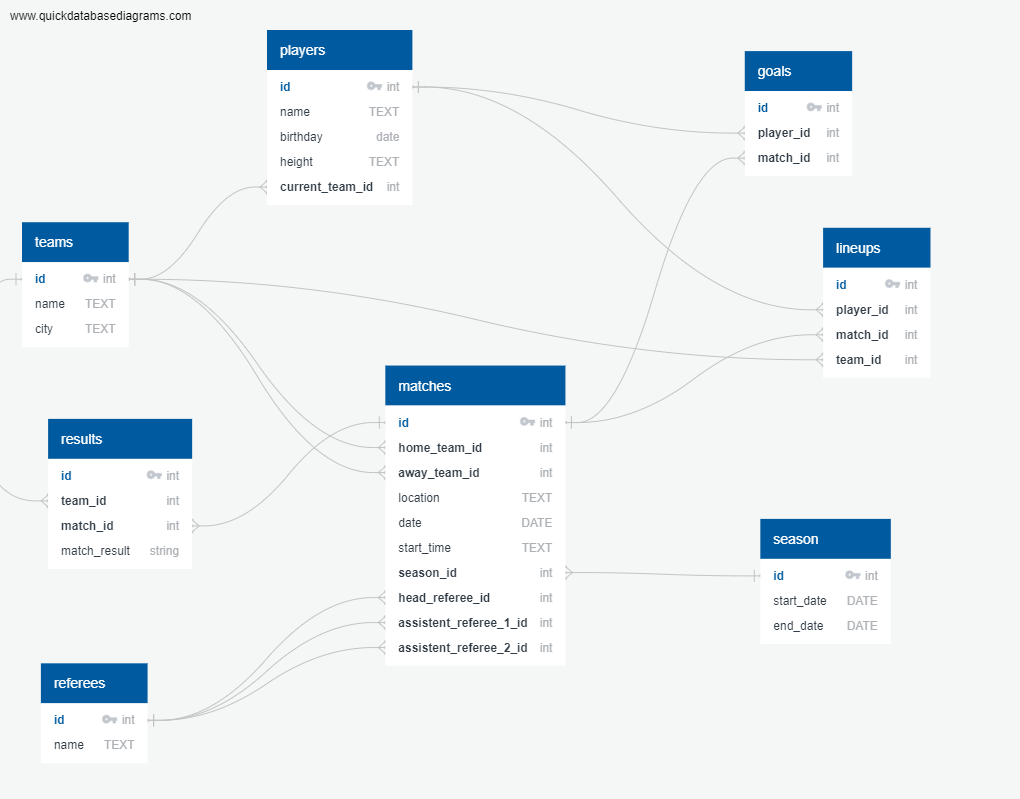 www.quickdatabasediagrams.com
players
id int
name TEXT
birthday date
height TEXT
current_team_id int
goals
id int
player_id int
match_id int
teams
id int
name TEXT
city TEXT
lineups
id int
player_id int
match_id int
team_id int
matches
id int
home_team_id int
away_team_id int
location TEXT
date DATE
start_time TEXT
season_id int
head_referee_id int
assistent_referee_1_id int
assistent_referee_2_id int
results
id int
team_id int
match_id int
match_result string
season
id int
start_date DATE
end_date DATE
referees
id int
name TEXT